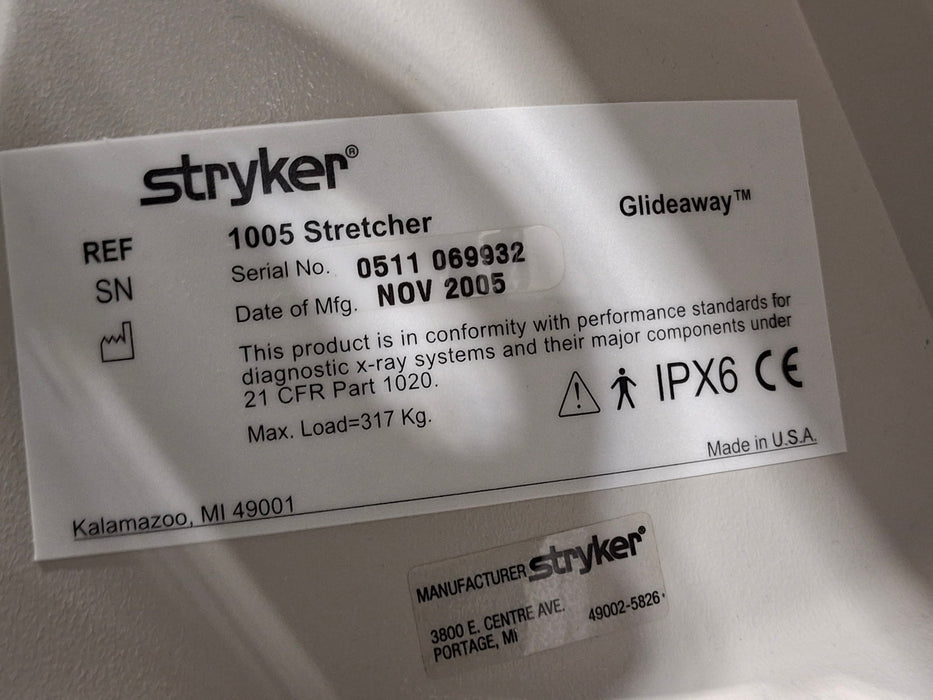 stryker®
Glideaway™
REF 1005 Stretcher
SN Serial No. 0511 069932
Date of Mfg. NOV 2005
This product is in conformity with performance standards for
diagnostic x-ray systems and their major components under
21 CFR Part 1020.
IPX6 CE
Max. Load=317 Kg.
Made in U.S.A.
Kalamazoo, MI 49001
MANUFACTURER stryker®
3800 E. CENTRE AVE.
PORTAGE, Mi 49002-5826